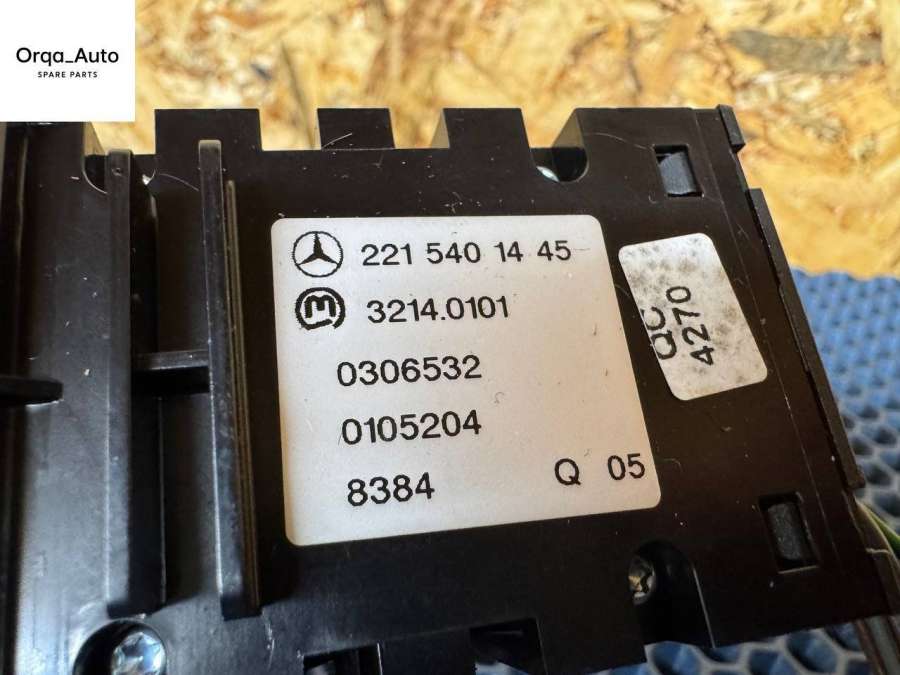 Orqa_Auto
SPARE PARTS
221 540 14 45
3214.0101
0306532
0105204
8384 Q 05
QC
4270